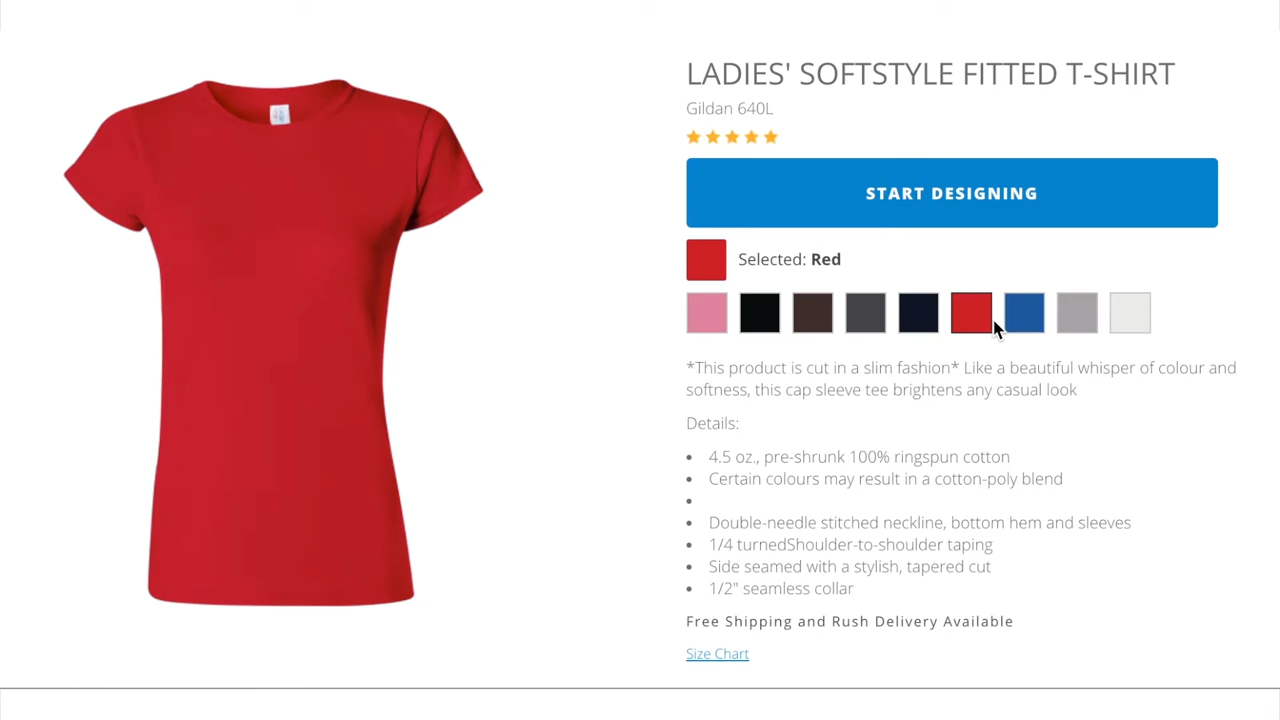 LADIES' SOFTSTYLE FITTED T-SHIRT
Gildan 640L
START DESIGNING
Selected: Red
*This product is cut in a slim fashion* Like a beautiful whisper of colour and
softness, this cap sleeve tee brightens any casual look
Details:
4.5 oz., pre-shrunk 100% ringspun cotton
Certain colours may result in a cotton-poly blend
Double-needle stitched neckline, bottom hem and sleeves
1/4 turnedShoulder-to-shoulder taping
Side seamed with a stylish, tapered cut
1/2" seamless collar
Free Shipping and Rush Delivery Available
Size Chart